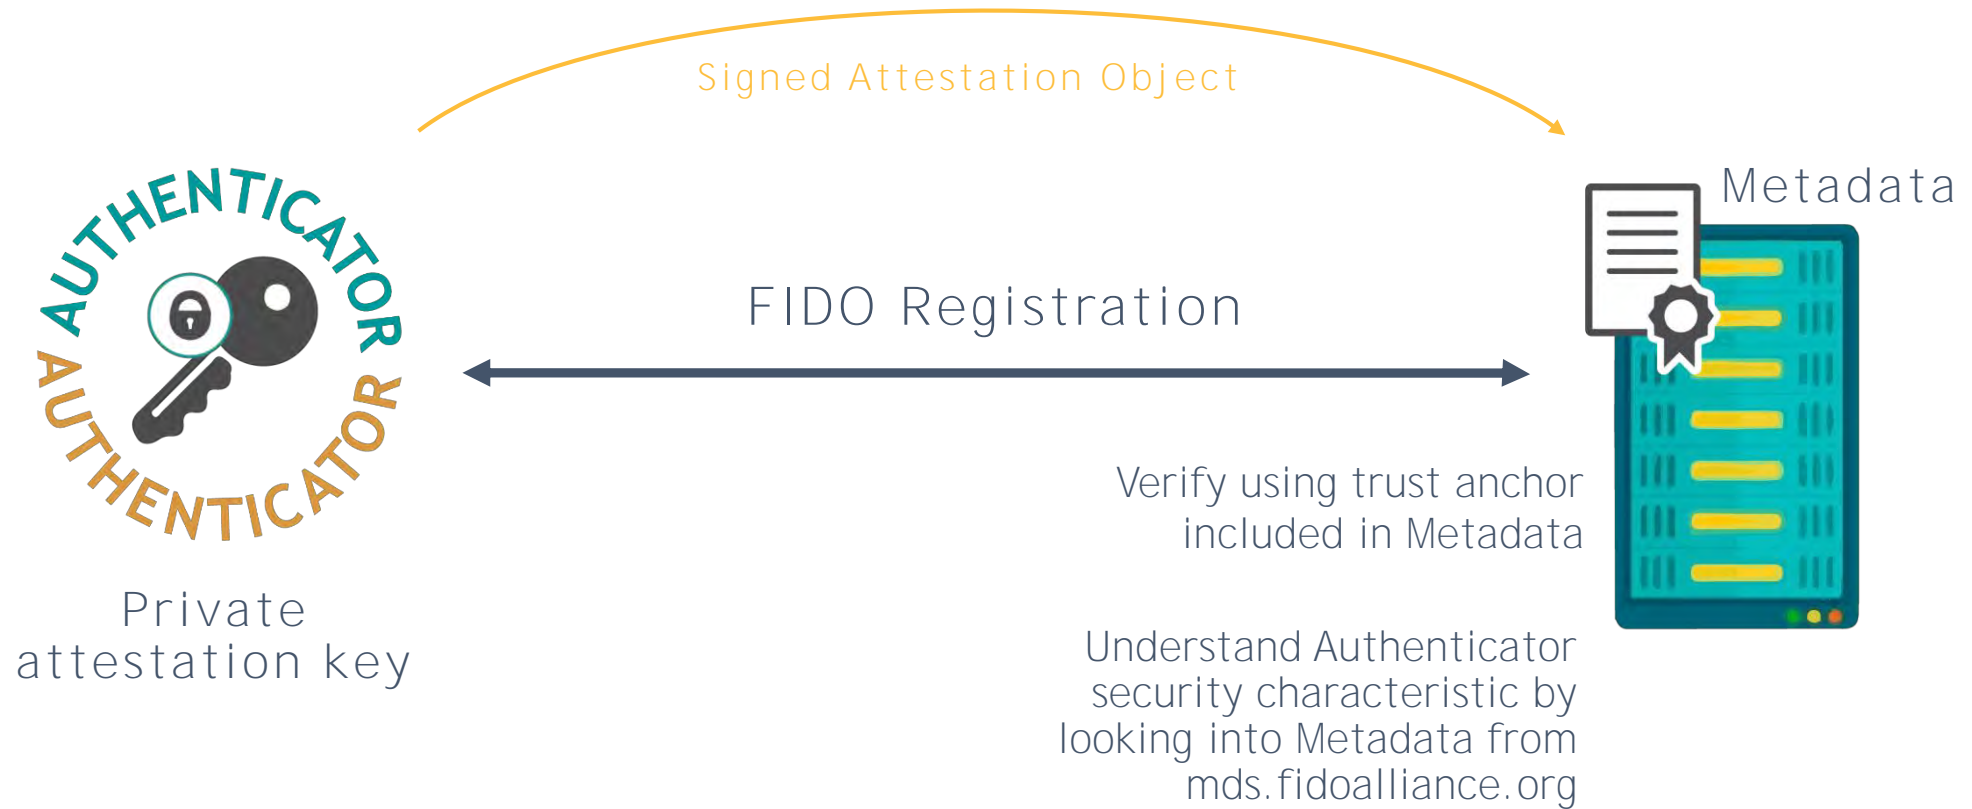 Signed Attestation Object
Metadata
AUTHENTICATOR
AUTHENTICATOR
FIDO Registration
Verify using trust anchor
included in Metadata
Private
attestation key
Understand Authenticator
security characteristic by
looking into Metadata from
mds.fidoalliance.org